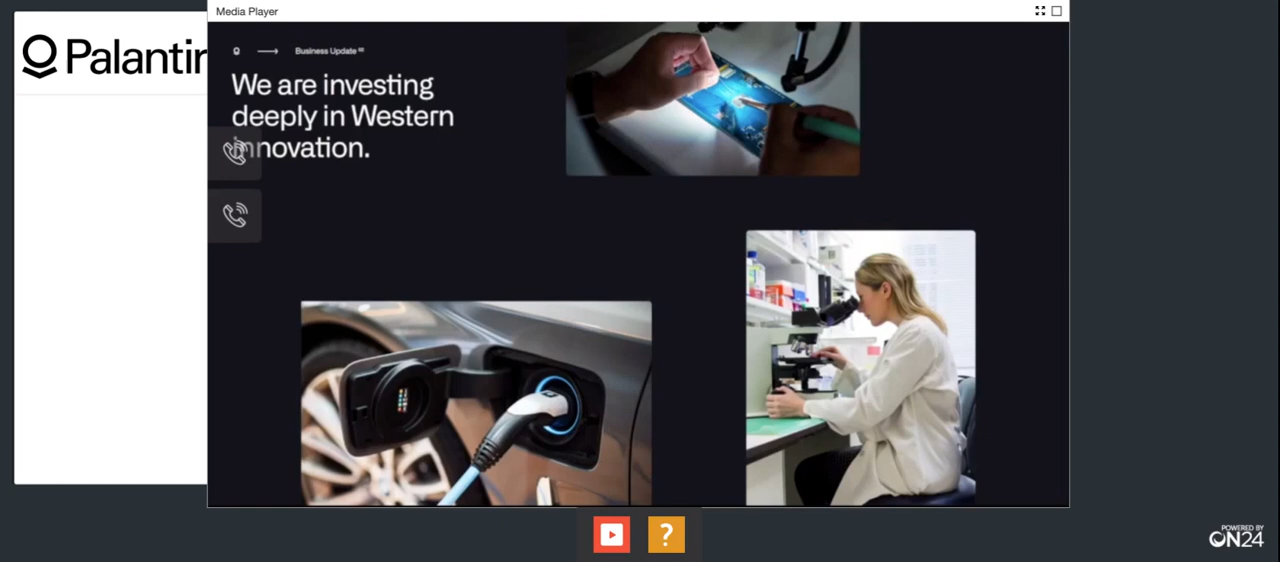 Palantir
Media Player
Business Update
We are investing
deeply in Western
innovation.
?
POWERED BY
ON24